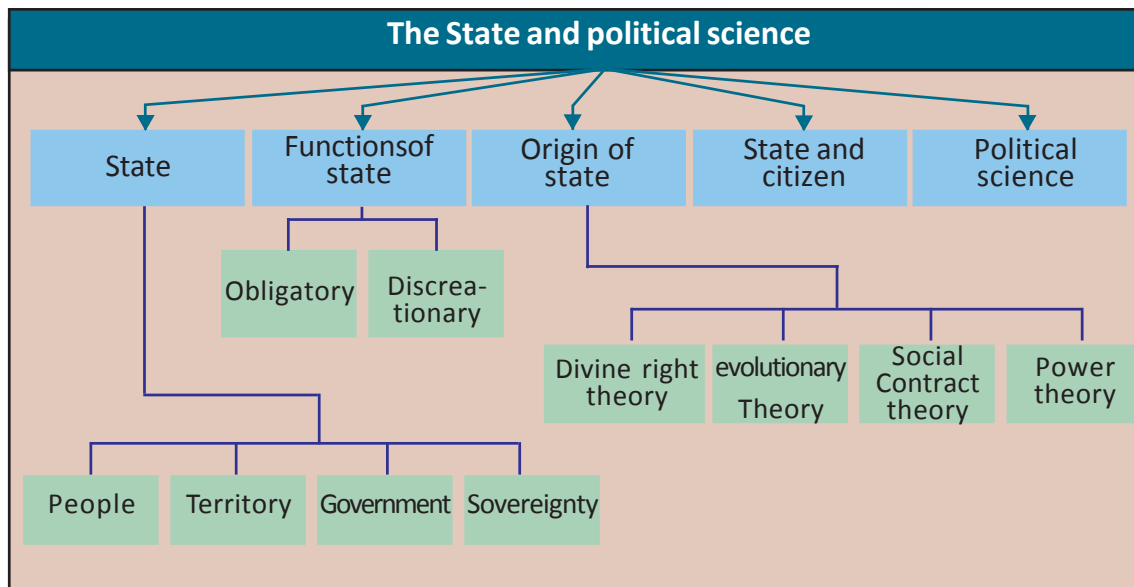 The State and political science
State
Functionsof
state
Origin of
state
State and
citizen
Political
science
Obligatory
Discrea-
tionary
Divine right
theory
evolutionary
Theory
Social
Contract
theory
Power
theory
People
Territory
Government
Sovereignty